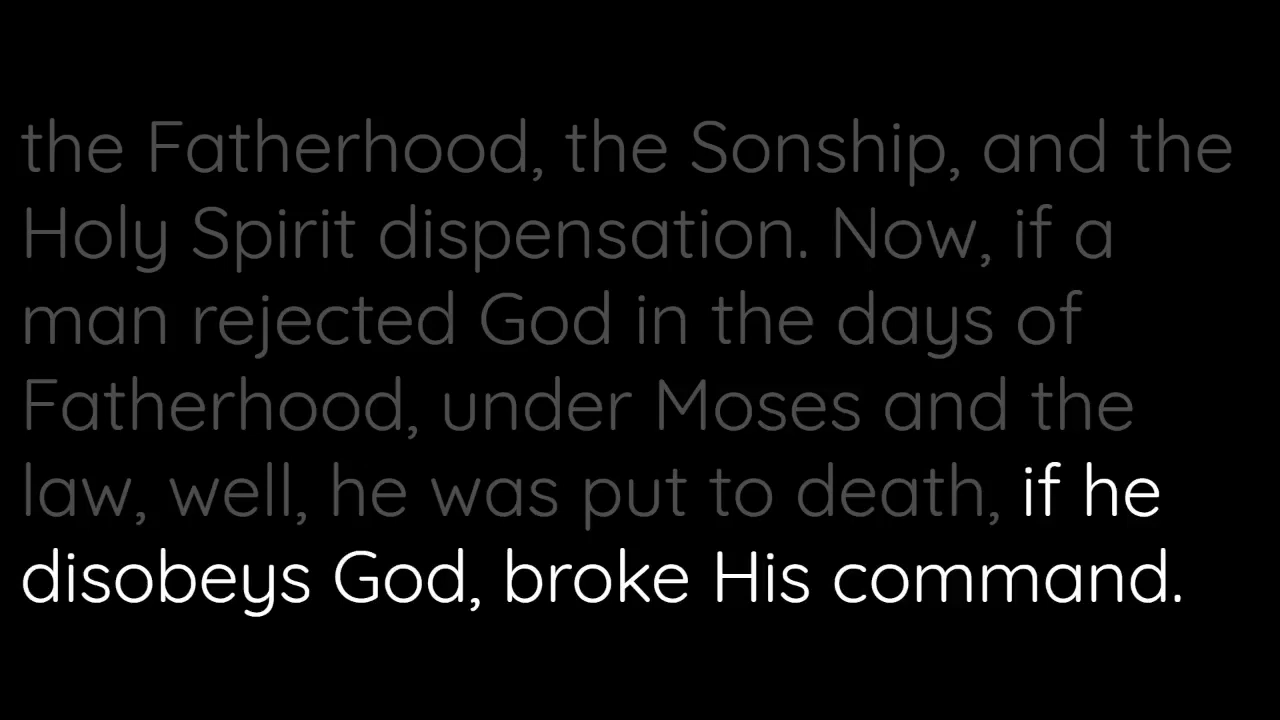 the Fatherhood, the Sonship, and the
Holy Spirit dispensation. Now, if a
man rejected God in the days of
Fatherhood, under Moses and the
law, well, he was put to death, if he
disobeys God, broke His command.